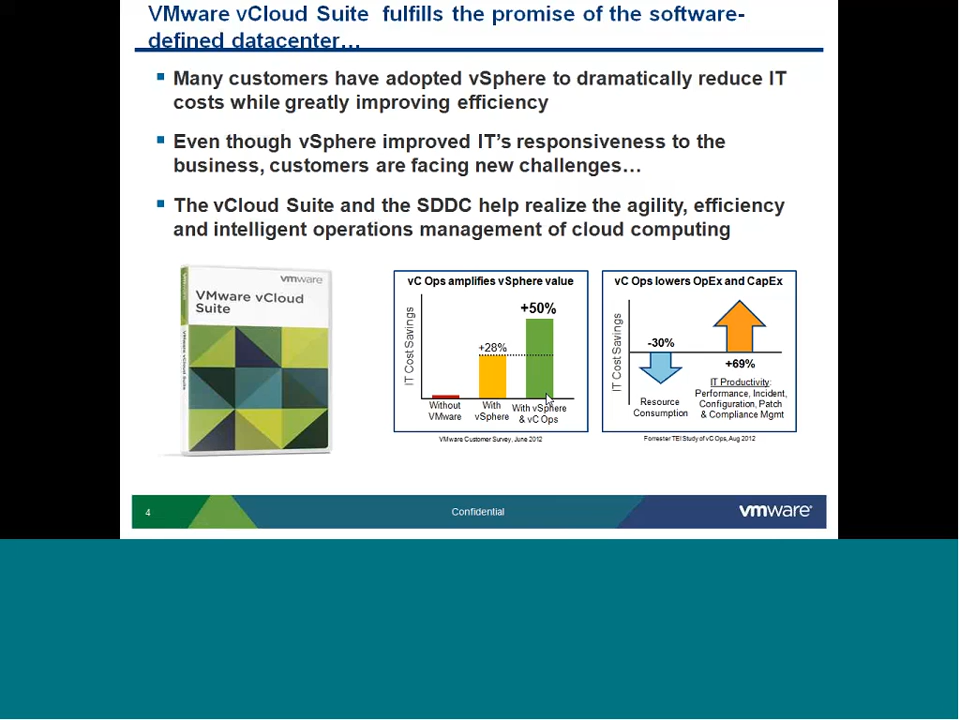 VMware vCloud Suite fulfills the promise of the software-
defined datacenter…
Many customers have adopted vSphere to dramatically reduce IT
costs while greatly improving efficiency
Even though vSphere improved IT’s responsiveness to the
business, customers are facing new challenges…
The vCloud Suite and the SDDC help realize the agility, efficiency
and intelligent operations management of cloud computing
vmware
VMware vCloud
Suite
VMware vCloud Suite
vC Ops amplifies vSphere value
IT Cost Savings
+28%
+50%
Without
VMware
With
vSphere
With vSphere
& vC Ops
VMware Customer Survey, June 2012
vC Ops lowers OpEx and CapEx
IT Cost Savings
-30%
Resource
Consumption
+69%
IT Productivity:
Performance, Incident,
Configuration, Patch
& Compliance Mgmt
Forrester TEI Study of vC Ops, Aug 2012
4
Confidential
vmware®